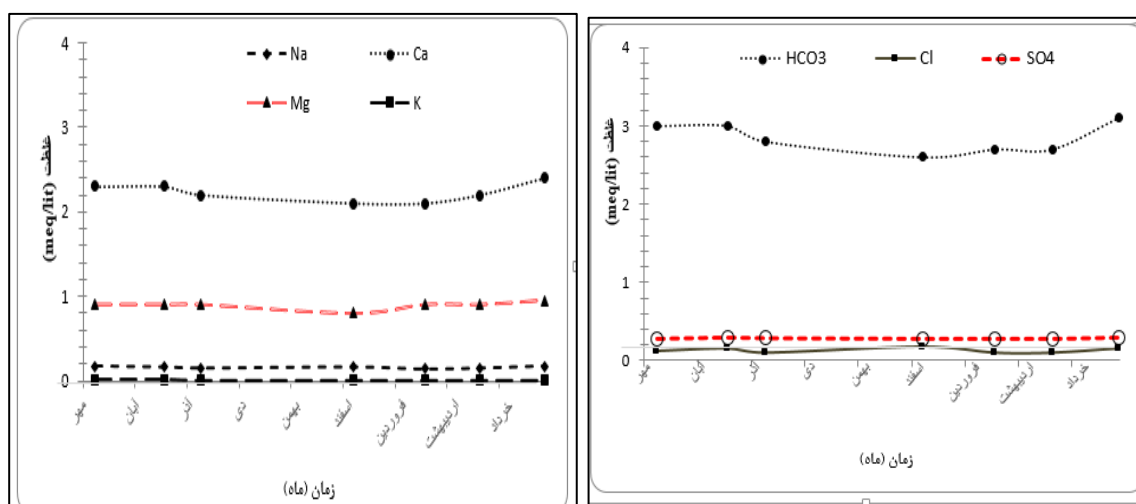 Na
Ca
Mg
K
4
3
2
1
0
غلظت (meq/lit)
مهر
ابان
آذر
دی
بهمن
اسفند
فروردین
اردیبهشت
خرداد
زمان (ماه)
HCO3
Cl
SO4
4
3
2
1
0
غلظت (meq/lit)
مهر
ابان
آذر
دی
بهمن
اسفند
فروردین
اردیبهشت
خرداد
زمان (ماه)